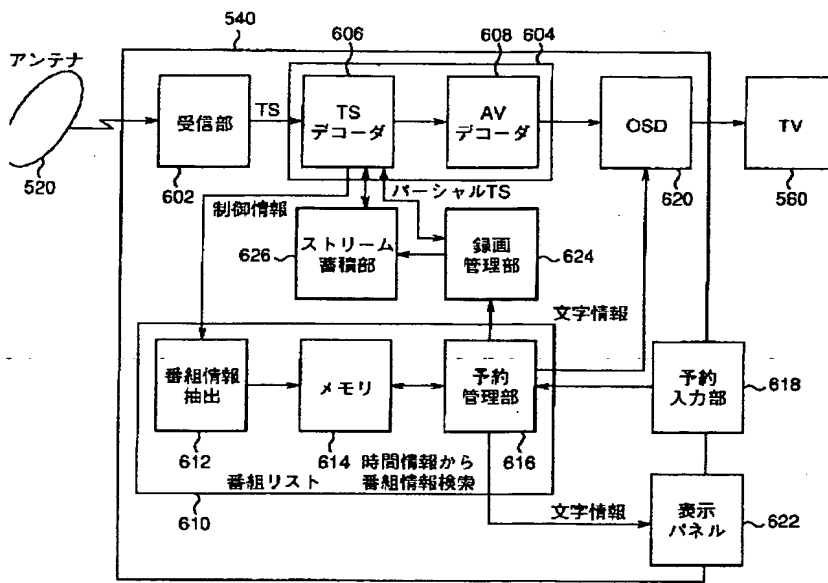 540
606
608
604
アンテナ
受信部
TS
TS
デコーダ
AV
デコーダ
OSD
TV
520
602
制御情報
パーシャルTS
620
560
626
ストリーム
蓄積部
録画
管理部
624
文字情報
番組情報
抽出
メモリ
予約
管理部
予約
入力部
618
612
614
時間情報から
番組情報検索
616
番組リスト
610
文字情報
表示
パネル
622